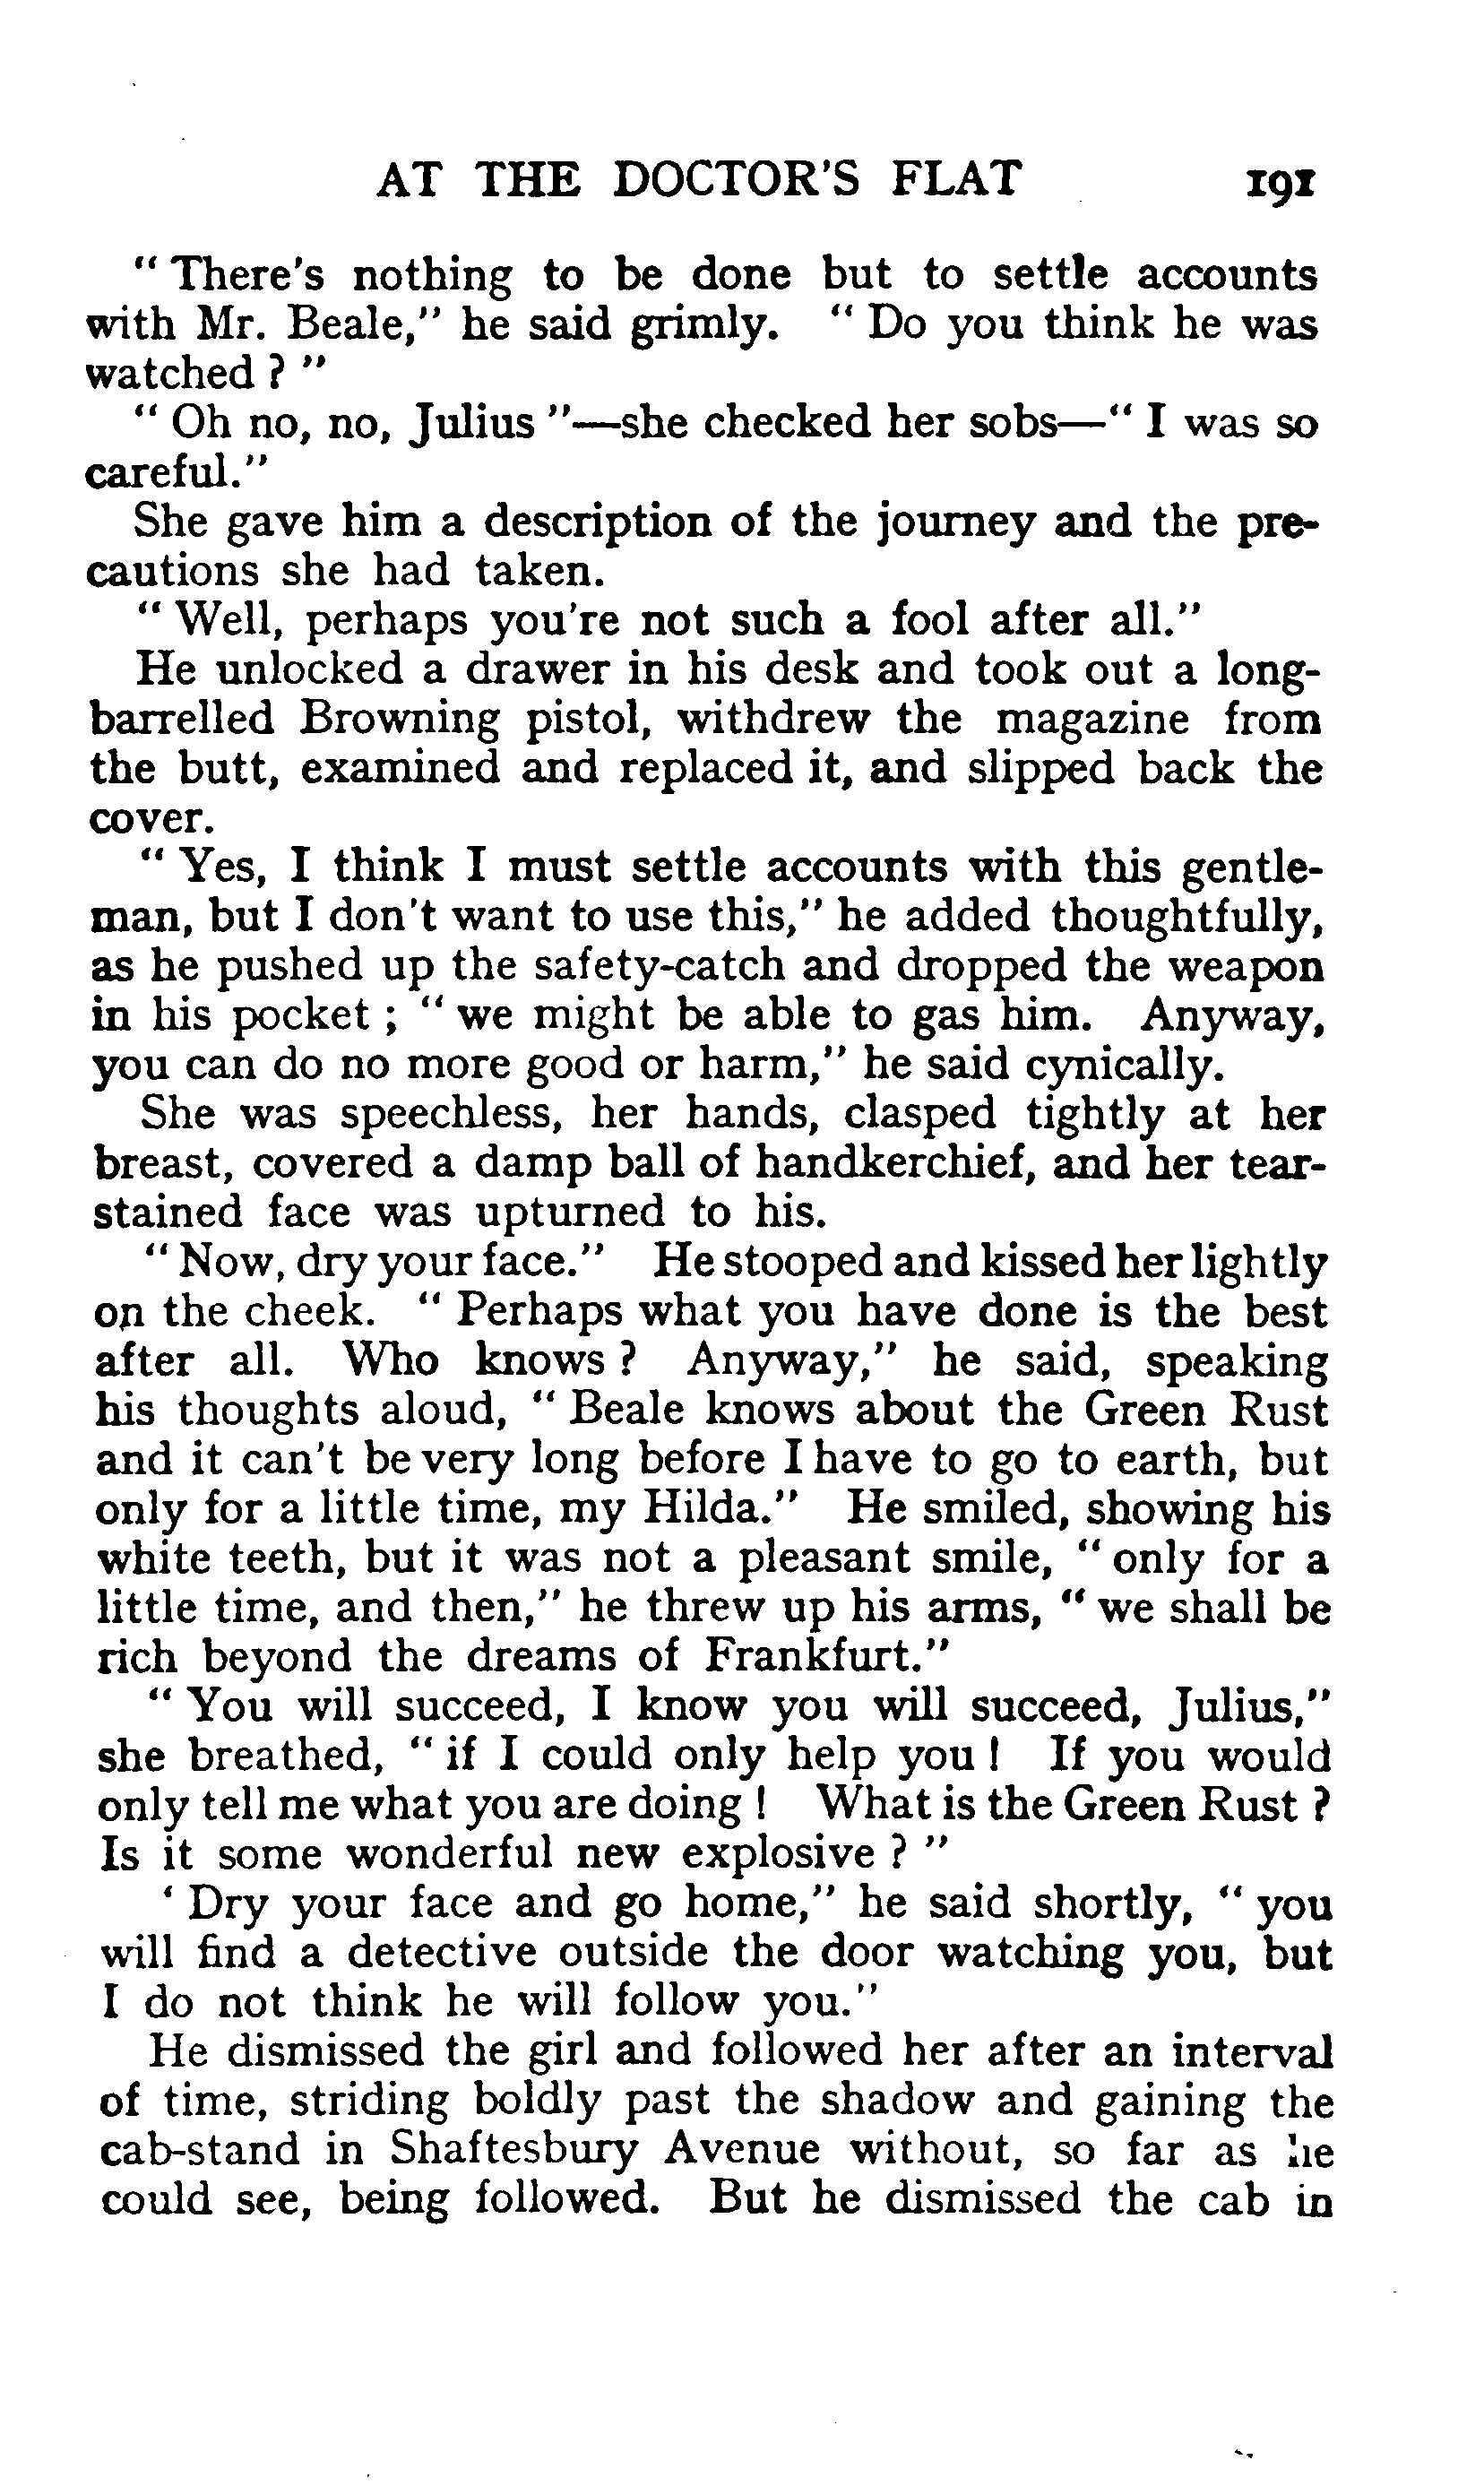 AT THE DOCTOR'S FLAT 191
" There's nothing to be done but to settle accounts
with Mr. Beale," he said grimly. " Do you think he was
watched ? "
" Oh no, no, Julius "—she checked her sobs—" I was so
careful."
She gave him a description of the journey and the pre-
cautions she had taken.
" Well, perhaps you're not such a fool after all."
He unlocked a drawer in his desk and took out a long-
barrelled Browning pistol, withdrew the magazine from
the butt, examined and replaced it, and slipped back the
cover.
" Yes, I think I must settle accounts with this gentle-
man, but I don't want to use this," he added thoughtfully,
as he pushed up the safety-catch and dropped the weapon
in his pocket ; " we might be able to gas him. Anyway,
you can do no more good or harm," he said cynically.
She was speechless, her hands, clasped tightly at her
breast, covered a damp ball of handkerchief, and her tear-
stained face was upturned to his.
" Now, dry your face." He stooped and kissed her lightly
on the cheek. " Perhaps what you have done is the best
after all. Who knows ? Anyway," he said, speaking
his thoughts aloud, " Beale knows about the Green Rust
and it can't be very long before I have to go to earth, but
only for a little time, my Hilda." He smiled, showing his
white teeth, but it was not a pleasant smile, " only for a
little time, and then," he threw up his arms, " we shall be
rich beyond the dreams of Frankfurt."
" You will succeed, I know you will succeed, Julius,"
she breathed, " if I could only help you ! If you would
only tell me what you are doing ! What is the Green Rust ?
Is it some wonderful new explosive ? "
' Dry your face and go home," he said shortly, " you
will find a detective outside the door watching you, but
I do not think he will follow you."
He dismissed the girl and followed her after an interval
of time, striding boldly past the shadow and gaining the
cab-stand in Shaftesbury Avenue without, so far as he
could see, being followed. But he dismissed the cab in